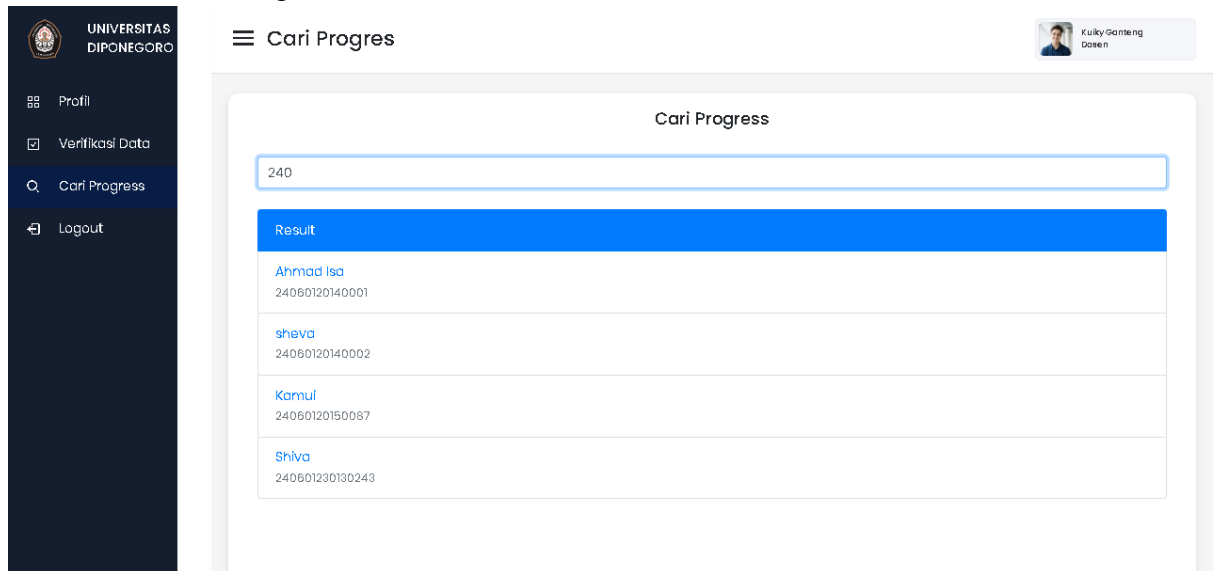 UNIVERSITAS
DIPONEGORO
Profil
Verifikasi Data
Cari Progress
Logout
Cari Progres
Kuiky Ganteng
Dosen
Cari Progress
240
Result
Ahmad Isa
24060120140001
sheva
24060120140002
Kamui
24060120150087
Shiva
240601230130243